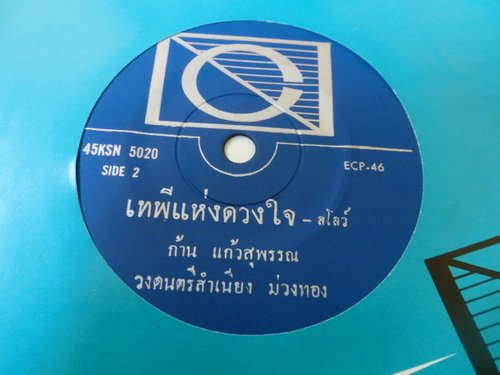 45KSN 5020
SIDE 2
ECP-46
เทพีแห่งดวงใจ - สโลว์
ก้าน แก้วสุพรรณ
วงดนตรีสำเนียง ม่วงทอง